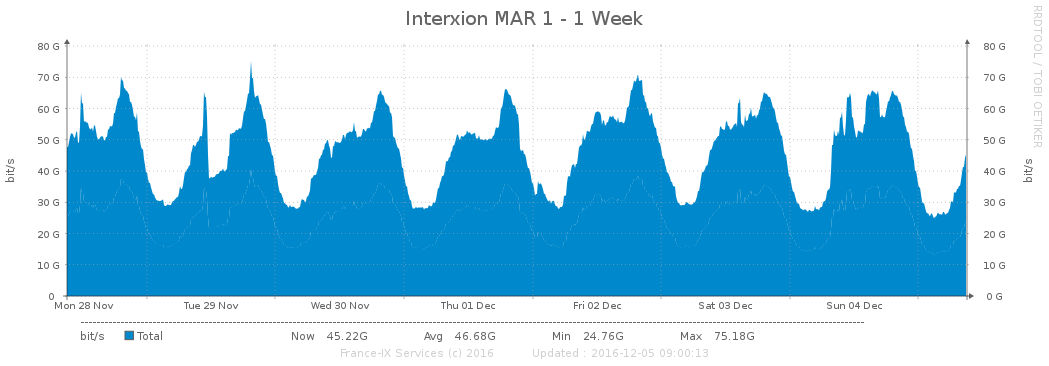 Interxion MAR 1 - 1 Week
RRDTOOL / TOBI OETIKER
bit/s
80 G
70 G
60 G
50 G
40 G
30 G
20 G
10 G
0
80 G
70 G
60 G
50 G
40 G
30 G
20 G
10 G
0 G
bit/s
Mon 28 Nov Tue 29 Nov Wed 30 Nov Thu 01 Dec Fri 02 Dec Sat 03 Dec Sun 04 Dec
bit/s Total Now 45.22G Avg 46.68G Min 24.76G Max 75.18G
France-IX Services (c) 2016 Updated : 2016-12-05 09:00:13